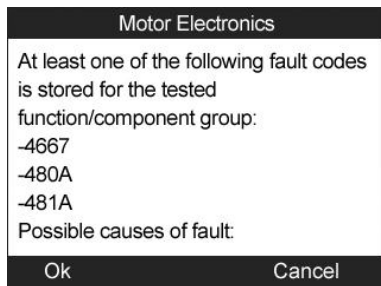 Motor Electronics
At least one of the following fault codes
is stored for the tested
function/component group:
-4667
-480A
-481A
Possible causes of fault:
Ok Cancel